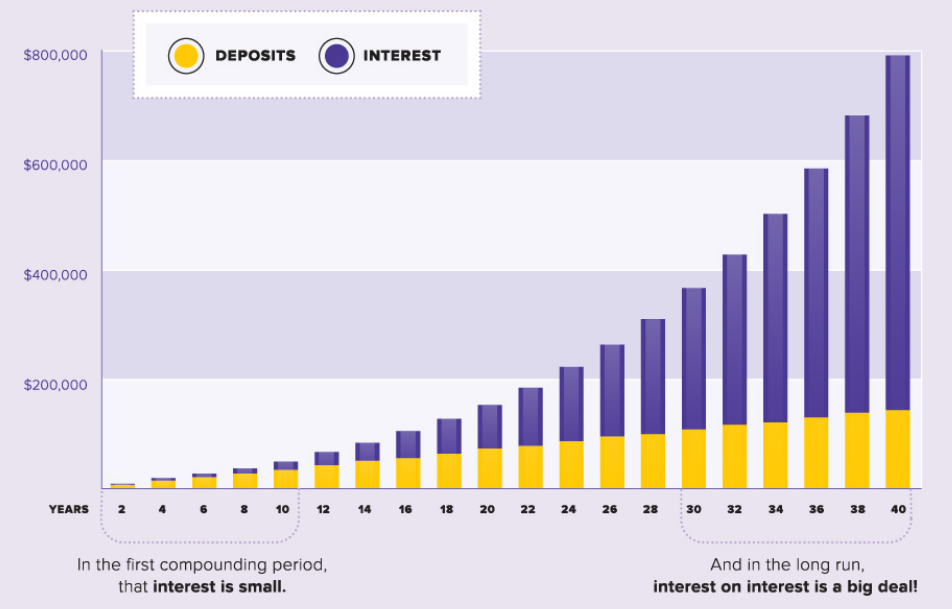 DEPOSITS INTEREST
$800,000
$600,000
$400,000
$200,000
YEARS 2 4 6 8 10 12 14 16 18 20 22 24 26 28 30 32 34 36 38 40
In the first compounding period,
that interest is small.
And in the long run,
interest on interest is a big deal!